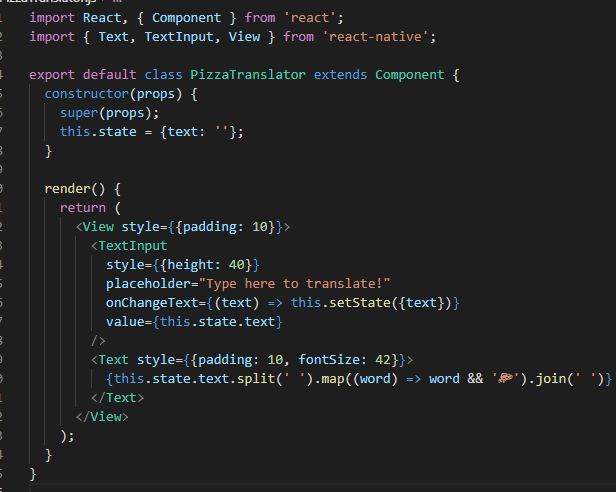 import React, { Component } from 'react';
import { Text, TextInput, View } from 'react-native';
export default class PizzaTranslator extends Component {
constructor(props) {
super(props);
this.state = {text: ''};
}
render() {
return (
<View style={{padding: 10}}>
<TextInput
style={{height: 40}}
placeholder="Type here to translate!"
onChangeText={(text) => this.setState({text})}
value={this.state.text}
/>
<Text style={{padding: 10, fontSize: 42}}>
{this.state.text.split(' ').map((word) => word && '🍕').join(' ')}
</Text>
</View>
);
}
}